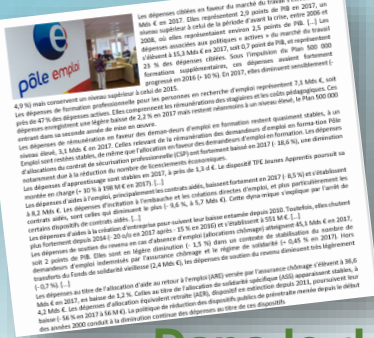 Les dépenses ciblées en faveur du marché du travail
Mds € en 2017. Elles représentaient 2,9 points de PIB en 2017, un
niveau supérieur à celui de la période d'avant la crise, entre 2006 et
2008, où elles représentaient environ 2,5 points de PIB. [...] Les
dépenses associées aux politiques « actives » du marché du travail
s'élèvent à 15,3 Mds € en 2017, soit 0,7 point de PIB, et représentent
25 % des dépenses ciblées. Sous l'impulsion du Plan 500 000
formations supplémentaires, ces dépenses avaient fortement
progressé en 2016 (+ 10 %). En 2017, elles diminuent sensiblement (-
pôle emploi
4,9 %) mais conservent un niveau supérieur à celui de 2015.
Les dépenses de formation professionnelle pour les personnes en recherche d'emploi représentent 7,1 Mds €, soit
près de 47 % des dépenses actives. Elles comprennent les rémunérations des stagiaires et les coûts pédagogiques. Ces
dépenses enregistrent une légère baisse de 2,2 % en 2017 mais restent néanmoins à un niveau élevé, le Plan 500 000
entrant dans sa seconde année de mise en œuvre.
Les dépenses de rémunération en faveur des deman-deurs d'emploi en formation restent quasiment stables, à un
niveau élevé, 3,1 Mds € en 2017. Celles relevant de la rémunération des demandeurs d'emploi en forma-tion Pôle
Emploi sont restées stables, de même que l'allocation en faveur des demandeurs d'emploi en formation. Les dépenses
d'allocations du contrat de sécurisation professionnelle (CSP) ont fortement baissé en 2017 (- 18,6 %), une diminution
notamment due à la réduction du nombre de licenciements économiques.
Les dépenses d'apprentissage sont stables en 2017, à près de 1,3 d €. Le dispositif TPE Jeunes Apprentis poursuit sa
montée en charge (+ 10 % à 198 M € en 2017). [...]
Les dépenses d'aides à l'emploi, principalement les contrats aidés, baissent fortement en 2017 (- 8,5 %) et s'établissent
à 8,2 Mds €. Les dépenses d'incitation à l'embauche et les créations directes d'emploi, et plus particulièrement les
contrats aidés, sont celles qui diminuent le plus (- 9,6 %, à 5,7 Mds €). Cette dyna-mique s'explique par l'arrêt de
certains dispositifs de contrats aidés. [...]
Les dépenses d'aides à la création d'entreprise pour-suivent leur baisse entamée depuis 2010. Toutefois, elles chutent
plus fortement depuis 2014 (- 20 o/o en 2017 après - 15 % en 2016) et s'établissent à 551 M €. [...]
Les dépenses de soutien du revenu en cas d'absence d'emploi (allocations chômage) atteignent 45,1 Mds € en 2017,
soit 2 points de PIB. Elles sont en légère diminution (- 1,5 %) dans un contexte de stabilisation du nombre de
demandeurs d'emploi indemnisés par l'assurance chômage et le régime de solidarité (+ 0,45 % en 2017). Hors
transferts du Fonds de solidarité vieillesse (2,4 Mds €), les dépenses de soutien du revenu diminuent très légèrement
(- 0,7 %). [...]
Les dépenses au titre de l'allocation d'aide au retour à l'emploi (ARE) versée par l'assurance chômage s'élèvent à 36,6
Mds € en 2017, en baisse de 1,2 %. Celles au titre de l'allocation de solidarité spécifique (ASS) apparaissent stables, à
4,2 Mds €. Les dépenses d'allocation équivalent retraite (AER), dispositif en extinction depuis 2011, poursuivent leur
baisse (- 56 % en 2017 à 56 M €). La politique de réduction des dispositifs publics de préretraite menée depuis le début
des années 2000 conduit à la diminution continue des dépenses au titre de ces dispositifs.